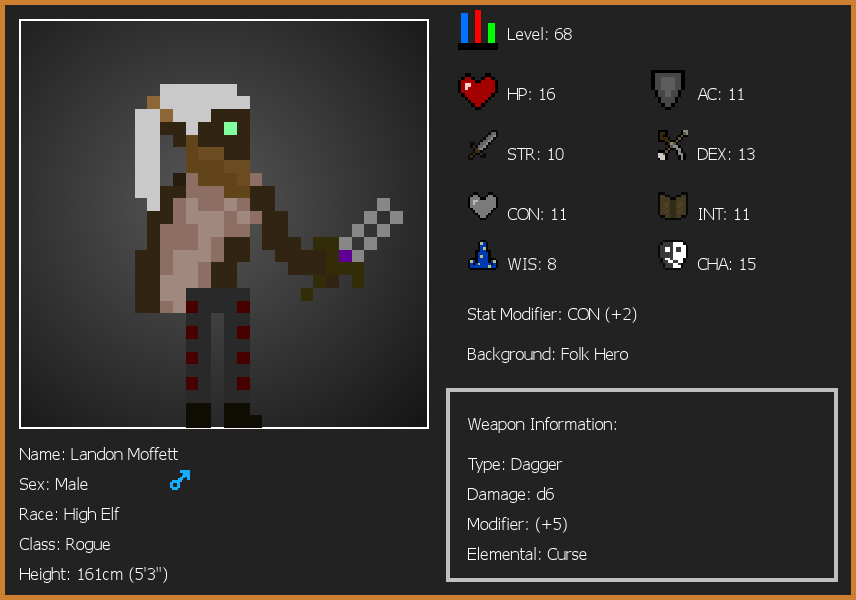 Level: 68
HP: 16
AC: 11
STR: 10
DEX: 13
CON: 11
INT: 11
WIS: 8
CHA: 15
Stat Modifier: CON (+2)
Background: Folk Hero
Weapon Information:
Type: Dagger
Damage: d6
Modifier: (+5)
Elemental: Curse
Name: Landon Moffett
Sex: Male
Race: High Elf
Class: Rogue
Height: 161cm (5'3")